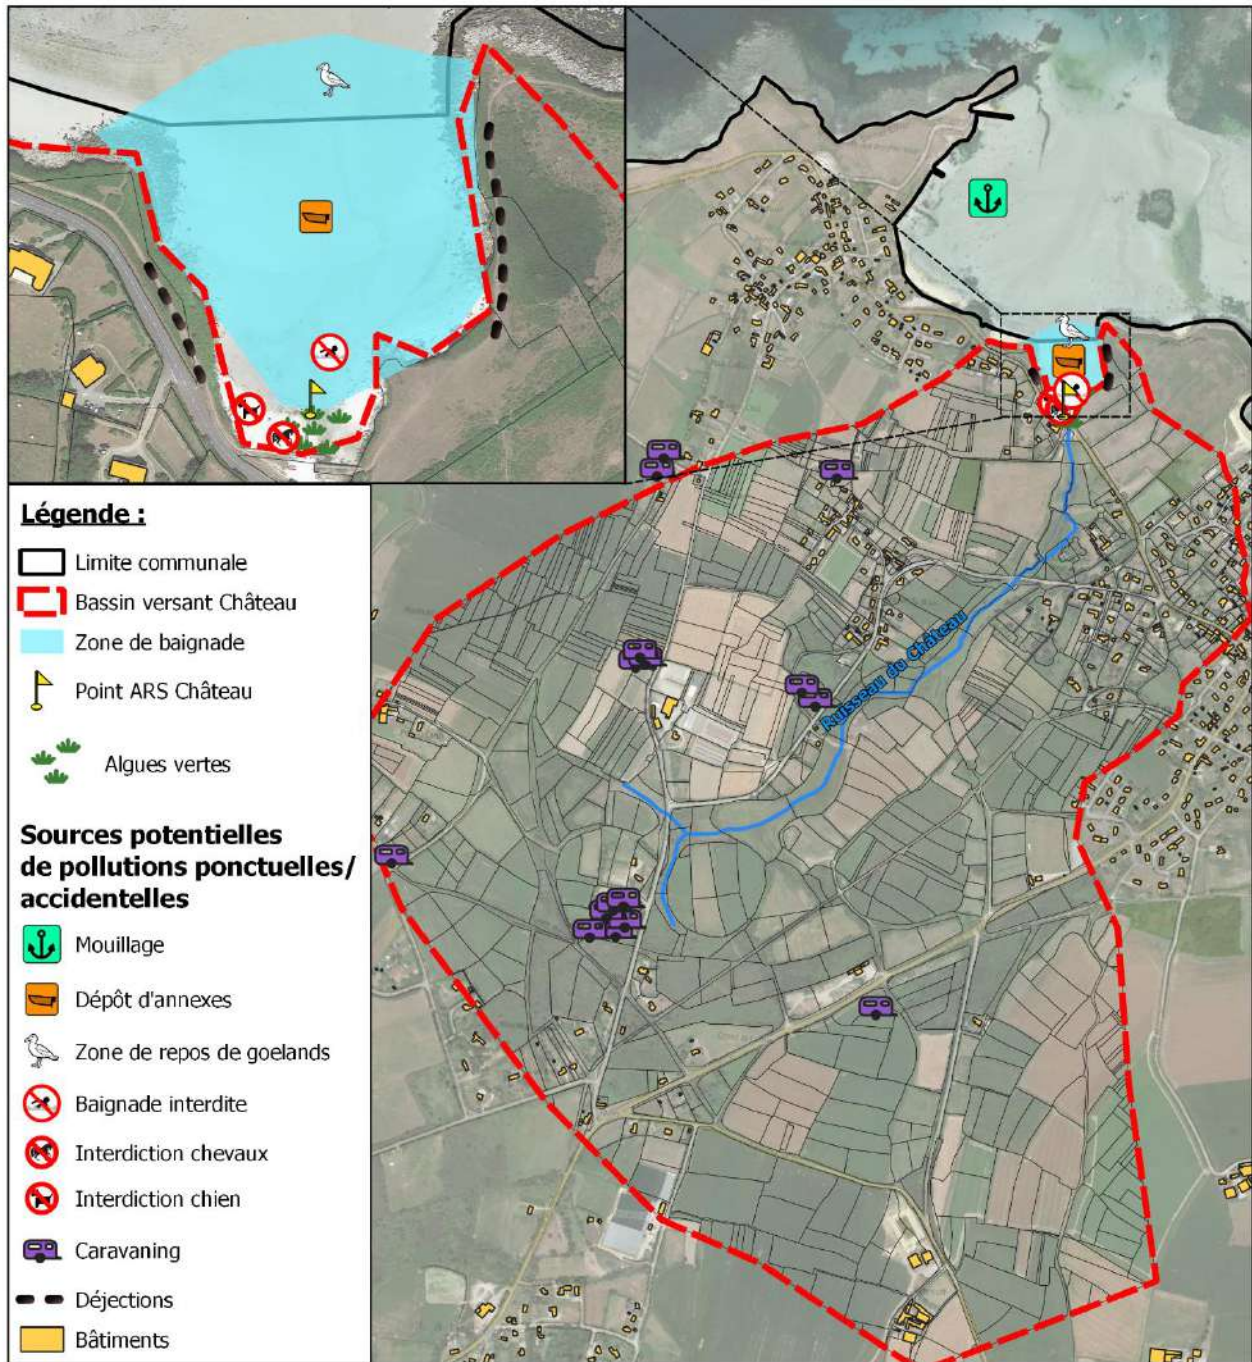 Légende :
Limite communale
Bassin versant Château
Zone de baignade
Point ARS Château
Algues vertes
Sources potentielles
de pollutions ponctuelles/
accidentelles
Mouillage
Dépôt d'annexes
Zone de repos de goelands
Baignade interdite
Interdiction chevaux
Interdiction chien
Caravaning
Déjections
Bâtiments
Ruisseau du Château